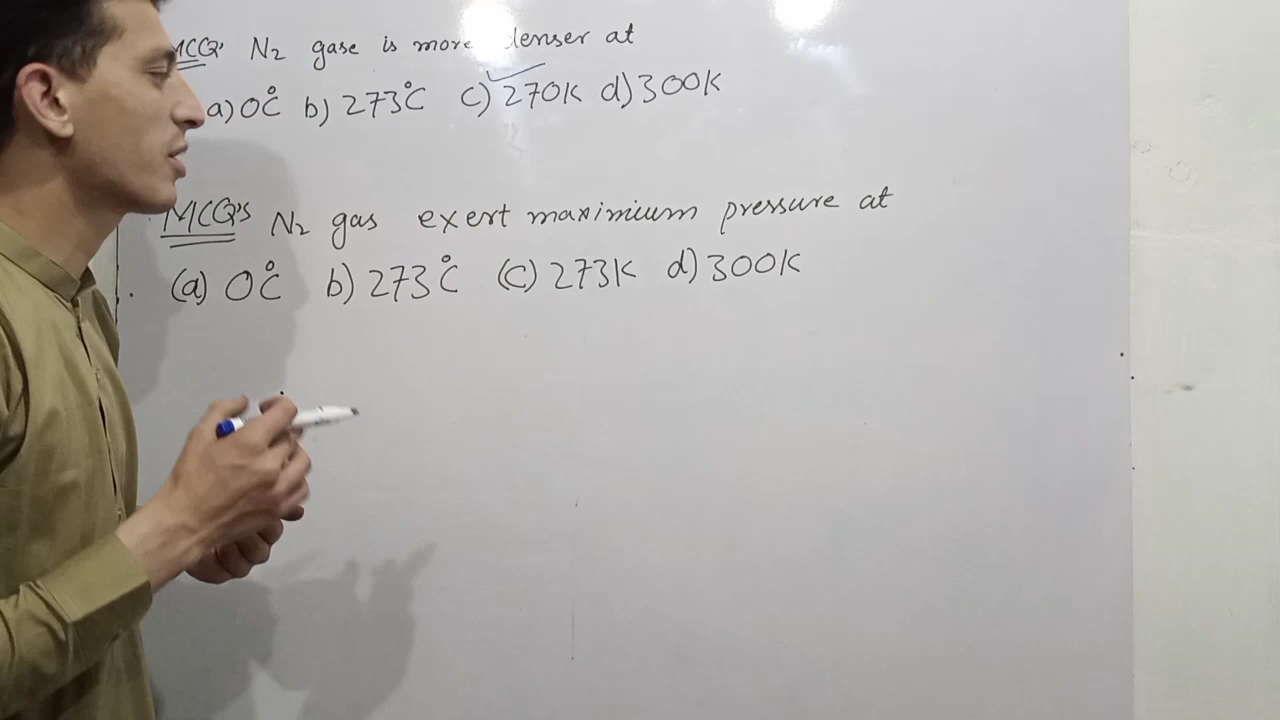 MCQ's N2 gase is more denser at
a) 0°C b) 273°C c) 270K d) 300K
MCQ's N2 gas exert maximium pressure at
(a) 0°C b) 273°C (c) 273K d) 300K